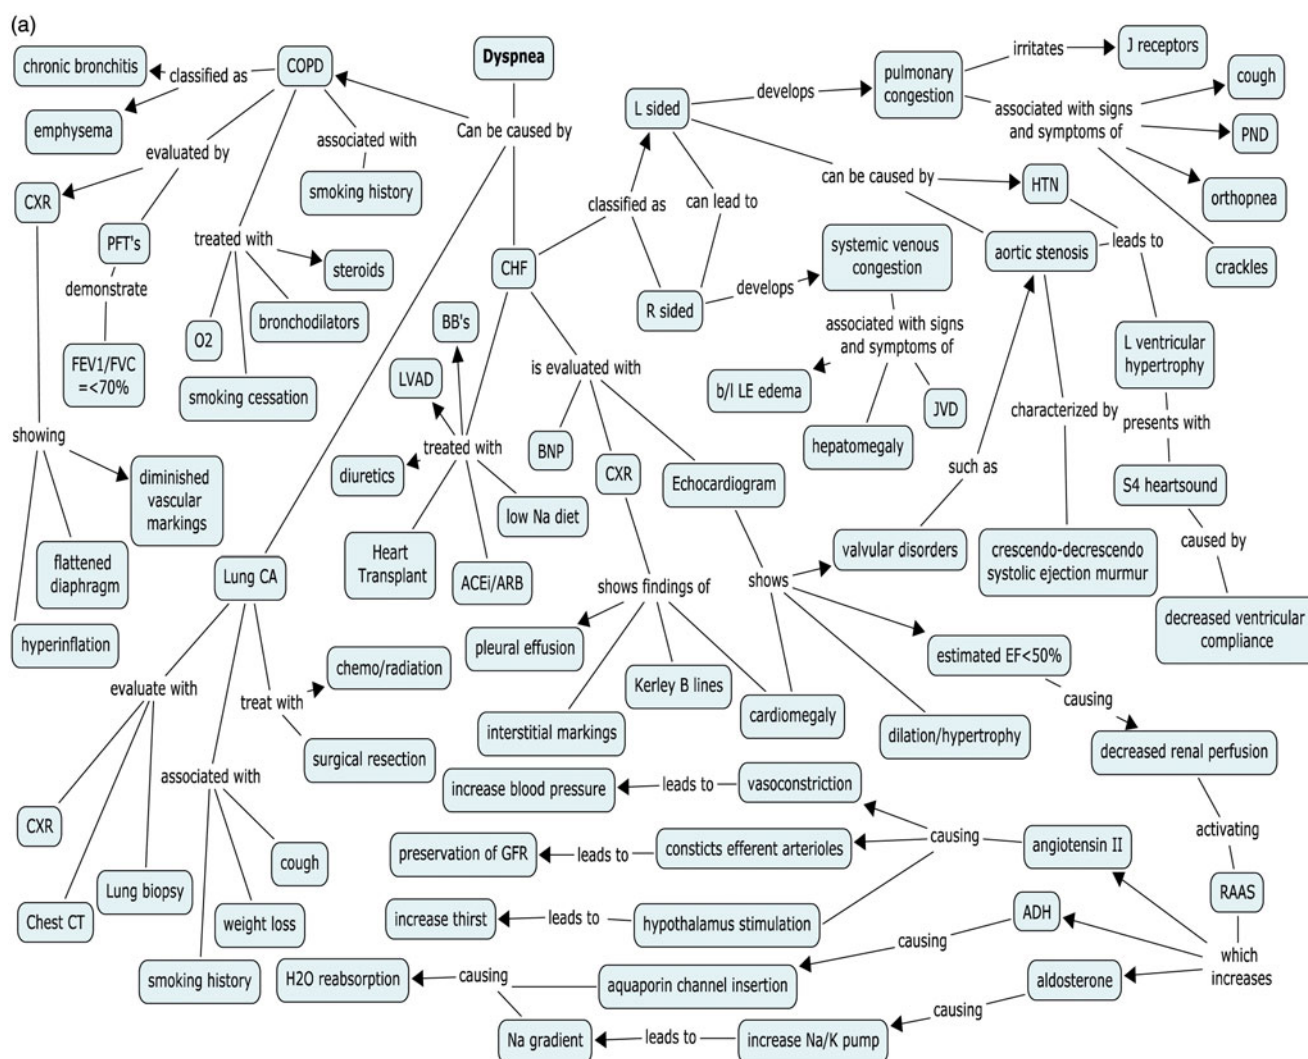 (a)
chronic bronchitis
classified as
COPD
emphysema
evaluated by
associated with
smoking history
CXR
PFT's
demonstrate
FEV1/FVC
=<70%
treated with
steroids
bronchodilators
O2
smoking cessation
showing
diminished
vascular
markings
flattened
diaphragm
hyperinflation
Dyspnea
Can be caused by
CHF
classified as
L sided
can lead to
R sided
develops
pulmonary
congestion
irritates
J receptors
associated with signs
and symptoms of
cough
PND
orthopnea
crackles
can be caused by
HTN
aortic stenosis
leads to
L ventricular
hypertrophy
presents with
S4 heartsound
caused by
decreased ventricular
compliance
characterized by
crescendo-decrescendo
systolic ejection murmur
develops
systemic venous
congestion
associated with signs
and symptoms of
b/l LE edema
hepatomegaly
JVD
such as
valvular disorders
BB's
LVAD
treated with
diuretics
Heart
Transplant
ACEi/ARB
low Na diet
is evaluated with
BNP
CXR
Echocardiogram
shows findings of
pleural effusion
interstitial markings
Kerley B lines
cardiomegaly
shows
dilation/hypertrophy
estimated EF<50%
causing
decreased renal perfusion
activating
RAAS
which
increases
angiotensin II
causing
vasoconstriction
leads to
increase blood pressure
consticts efferent arterioles
leads to
preservation of GFR
hypothalamus stimulation
leads to
increase thirst
ADH
causing
aquaporin channel insertion
causing
H2O reabsorption
aldosterone
causing
increase Na/K pump
leads to
Na gradient
Lung CA
evaluate with
CXR
Chest CT
Lung biopsy
associated with
smoking history
weight loss
cough
treat with
chemo/radiation
surgical resection